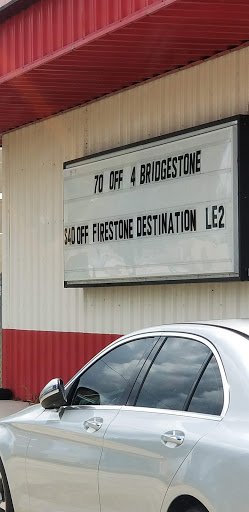 70 OFF 4 BRIDGESTONE
$40 OFF FIRESTONE DESTINATION LE2